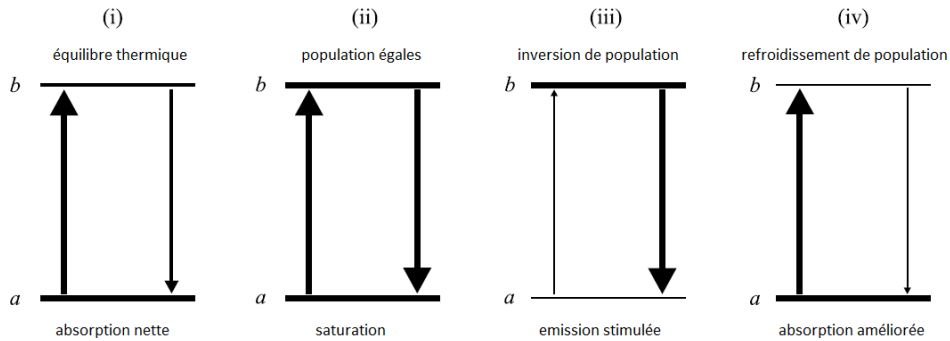 (i) (ii) (iii) (iv)
équilibre thermique population égales inversion de population refroidissement de population
b b b b
a a a a
absorption nette saturation emission stimulée absorption améliorée